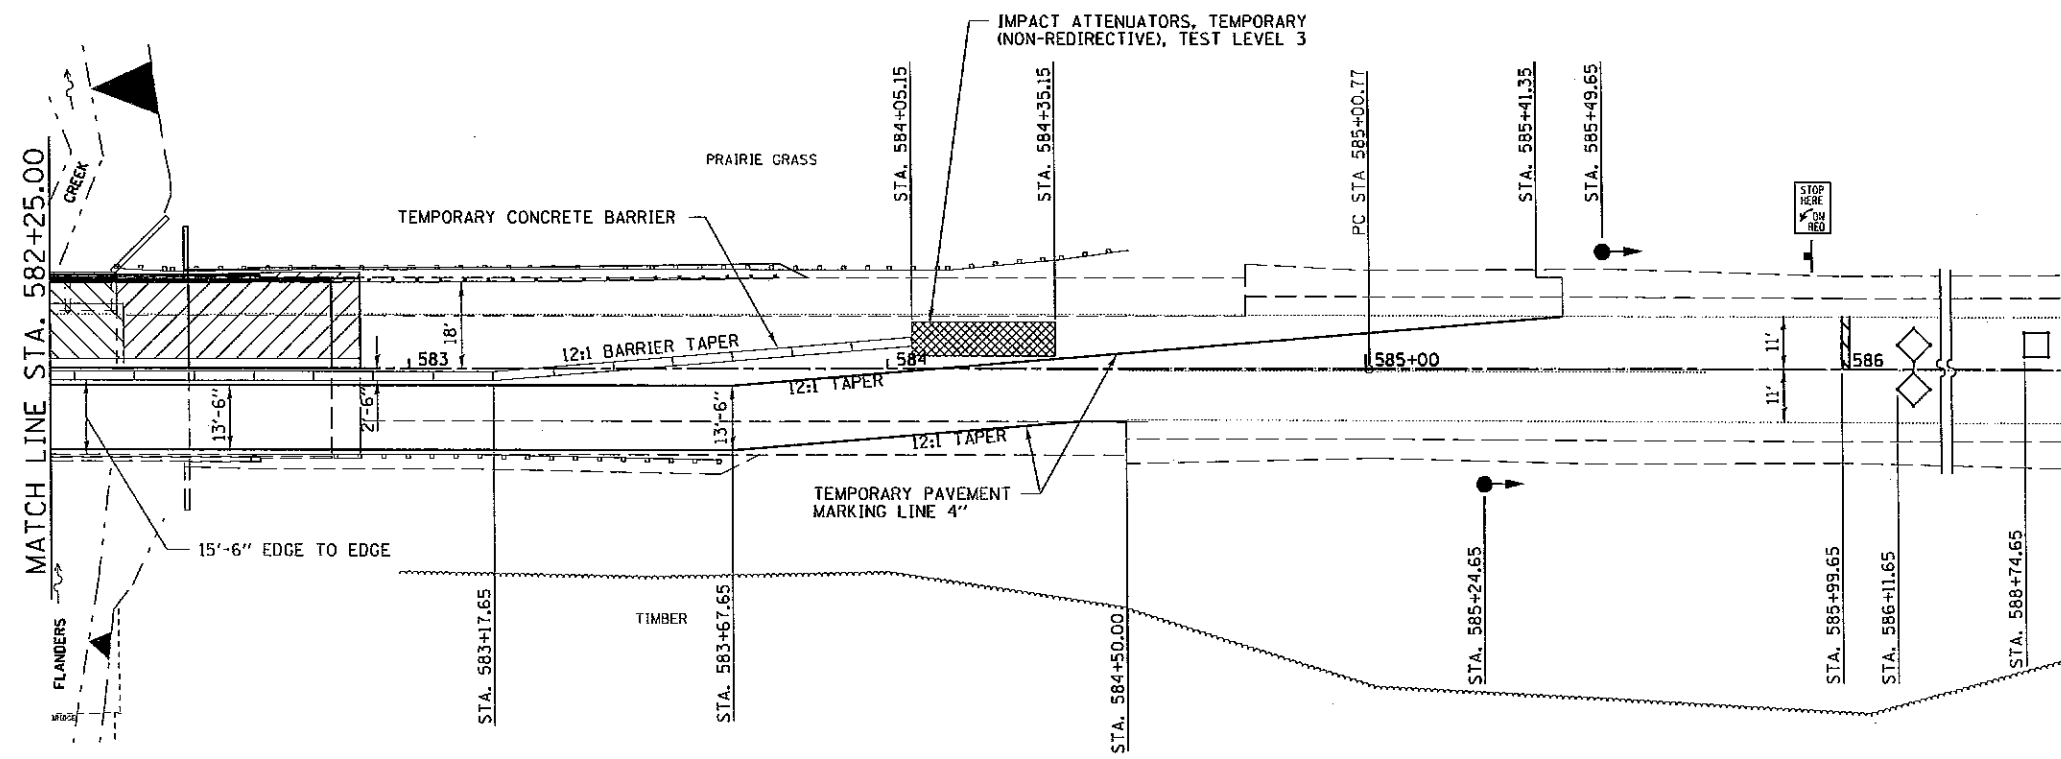 IMPACT ATTENUATORS, TEMPORARY
(NON-REDIRECTIVE), TEST LEVEL 3
STA. 584+05.15
STA. 584+35.15
PC STA 585+00.77
STA. 585+41.35
STA. 585+49.65
MATCH LINE STA. 582+25.00
CREEK
PRAIRIE GRASS
TEMPORARY CONCRETE BARRIER
STOP
HERE
ON
RED
18'
583
12:1 BARRIER TAPER
584
585+00
11'
586
12:1 TAPER
13'-6"
2'-6"
13'-6"
12:1 TAPER
11'
TEMPORARY PAVEMENT
MARKING LINE 4"
15'-6" EDGE TO EDGE
TIMBER
FLANDERS
BRIDGE
STA. 583+17.65
STA. 583+67.65
STA. 584+50.00
STA. 585+24.65
STA. 585+99.65
STA. 586+11.65
STA. 588+74.65